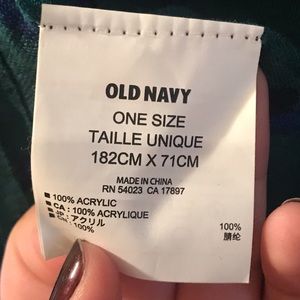 OLD NAVY
ONE SIZE
TAILLE UNIQUE
182CM X 71CM
MADE IN CHINA
RN 54023 CA 17897
100% ACRYLIC
CA : 100% ACRYLIQUE
JP : アクリル
100%
100%
腈纶